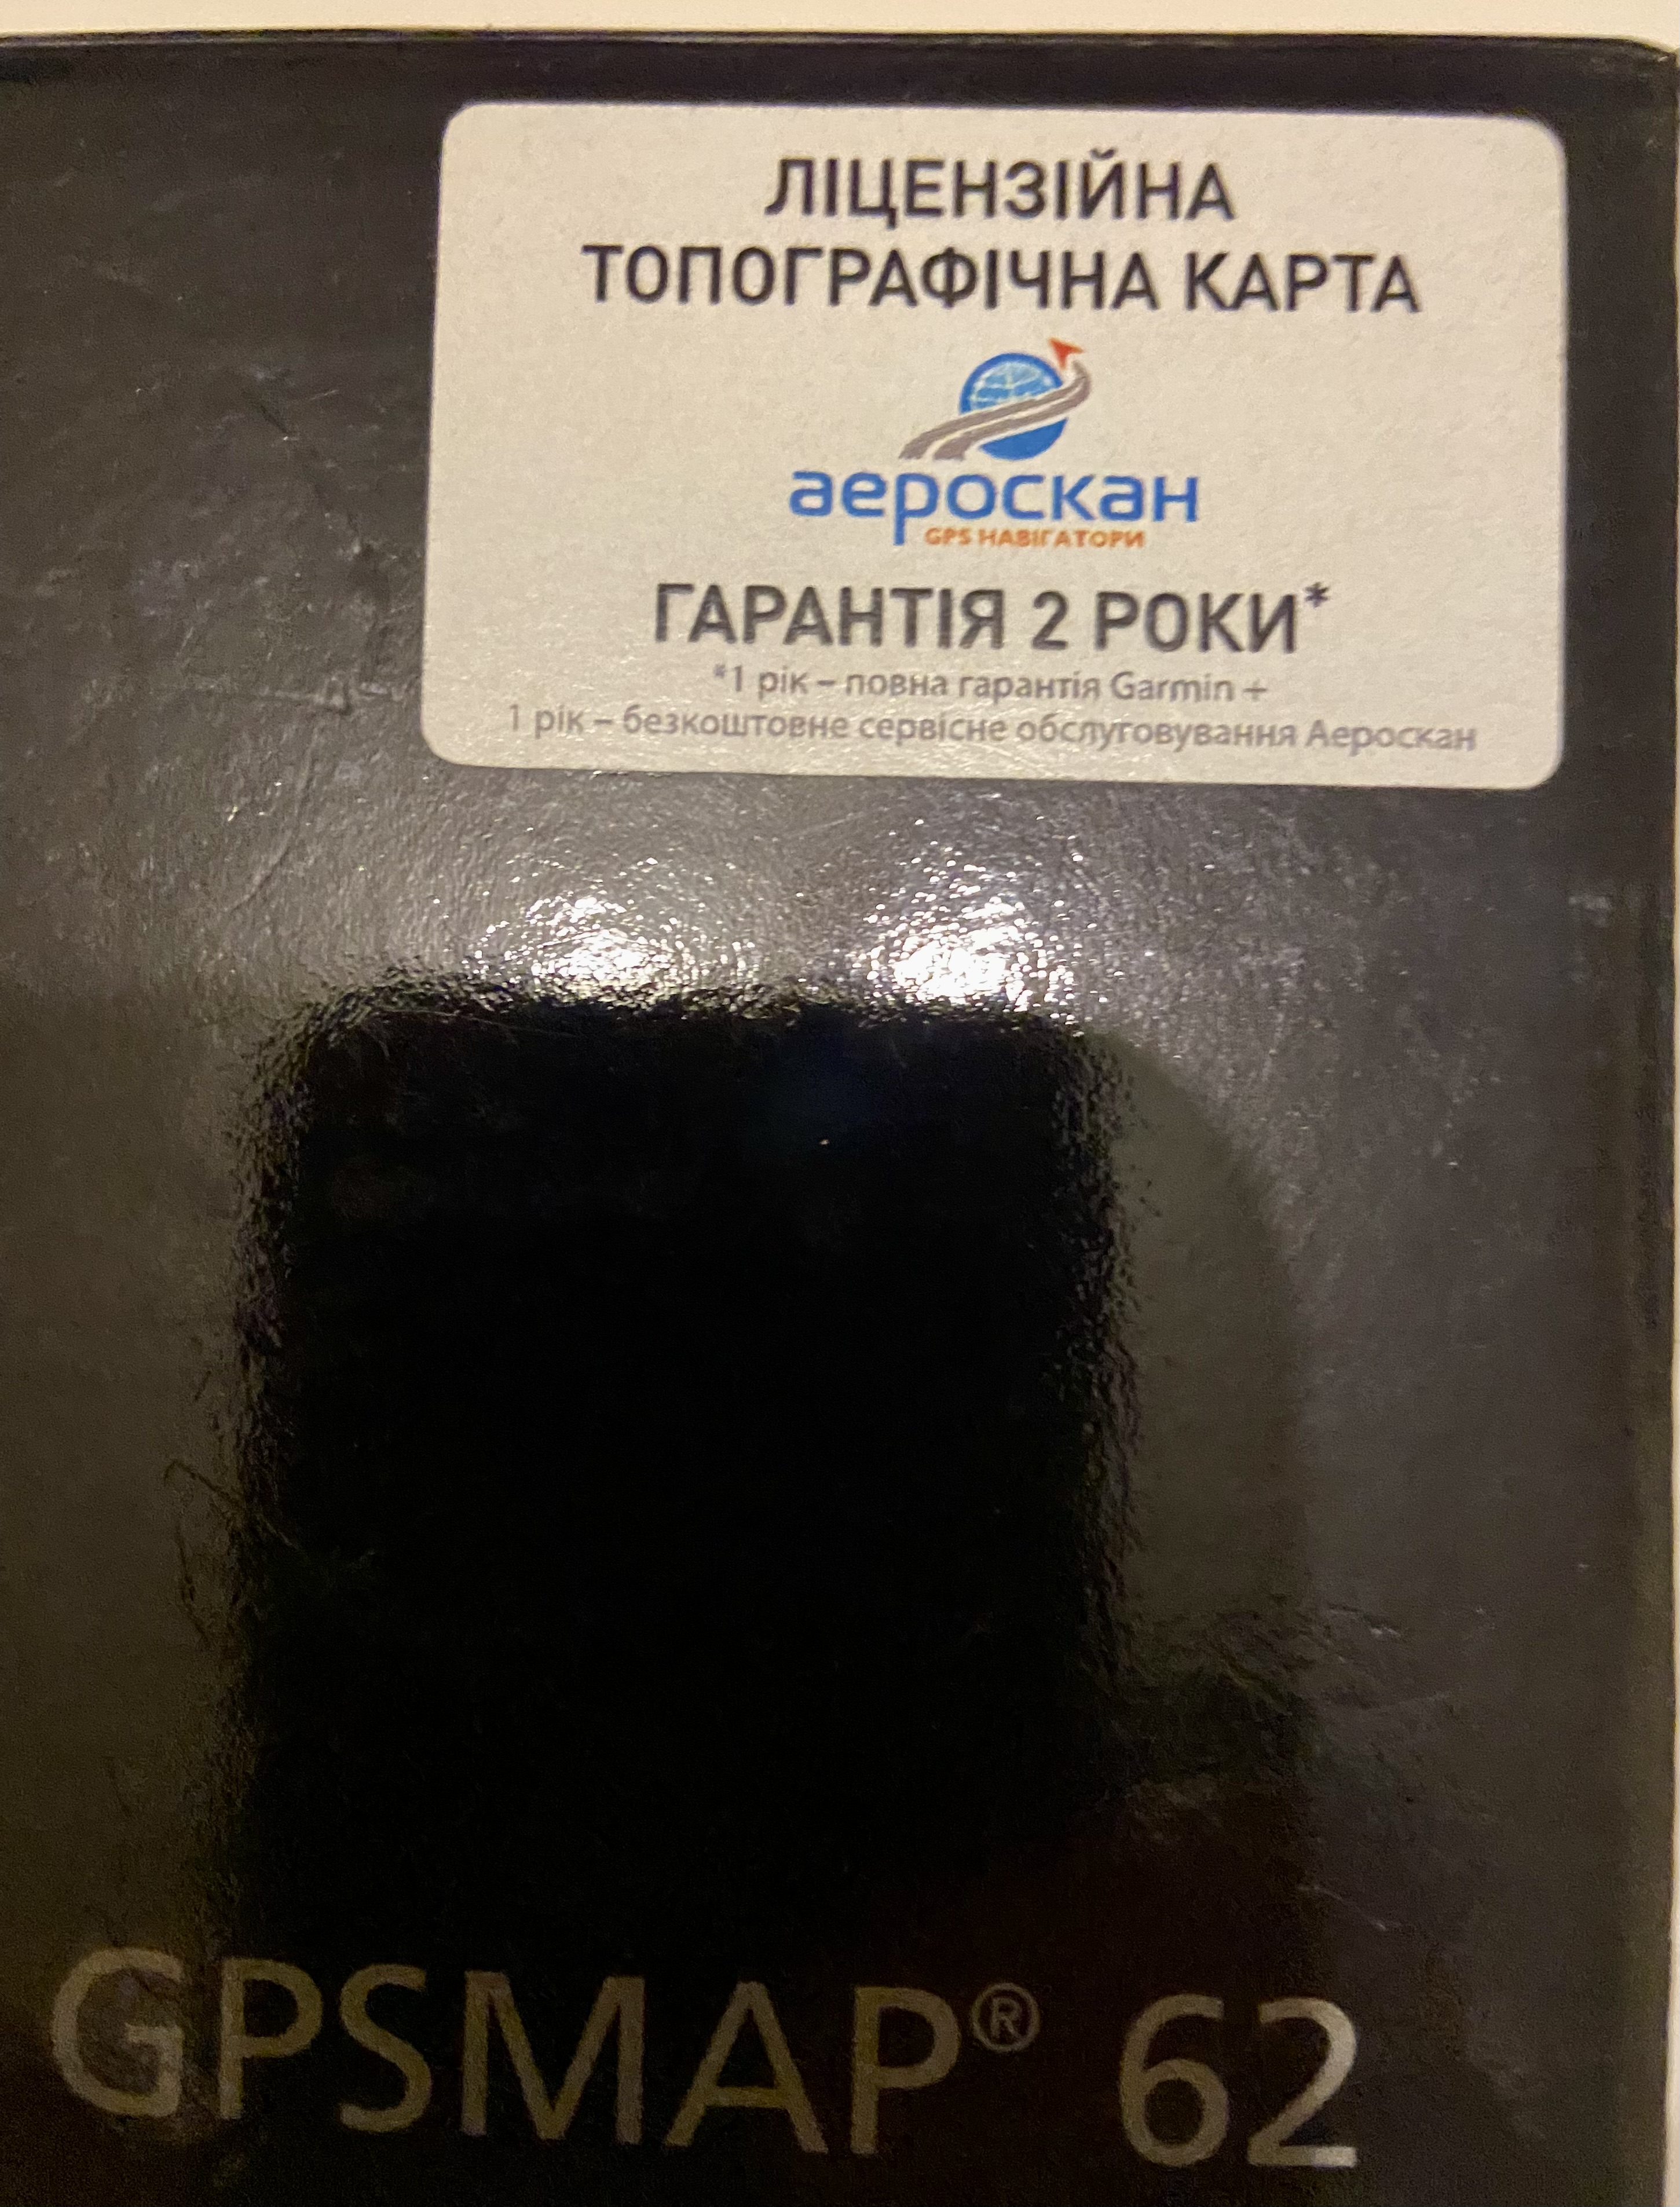 ЛІЦЕНЗІЙНА
ТОПОГРАФІЧНА КАРТА
аероскан
GPS НАВІГАТОРИ
ГАРАНТІЯ 2 РОКИ*
*1 рік – повна гарантія Garmin +
1 рік – безкоштовне сервісне обслуговування Аероскан
GPSMAP® 62